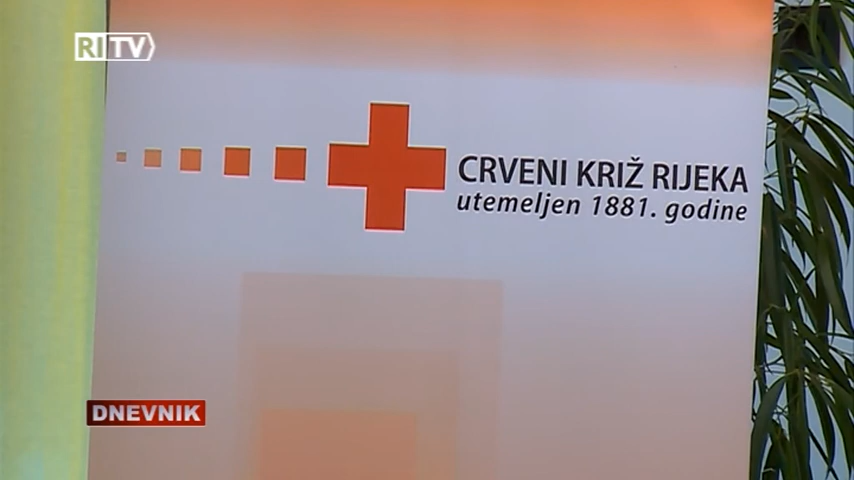 RI TV
CRVENI KRIŽ RIJEKA
utemeljen 1881. godine
DNEVNIK